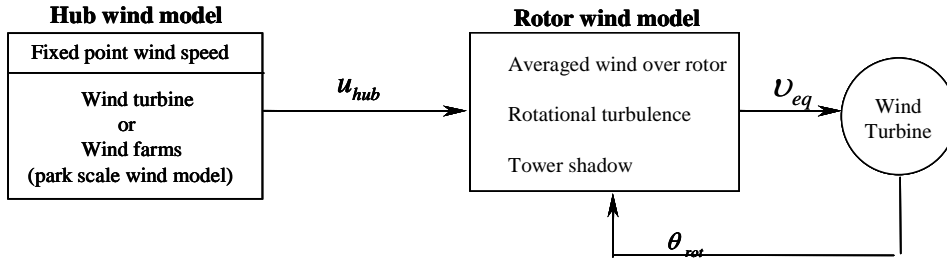 Hub wind model
Fixed point wind speed
Wind turbine
or
Wind farms
(park scale wind model)
u_hub
Rotor wind model
Averaged wind over rotor
Rotational turbulence
Tower shadow
υ_eq
Wind
Turbine
θ_rot